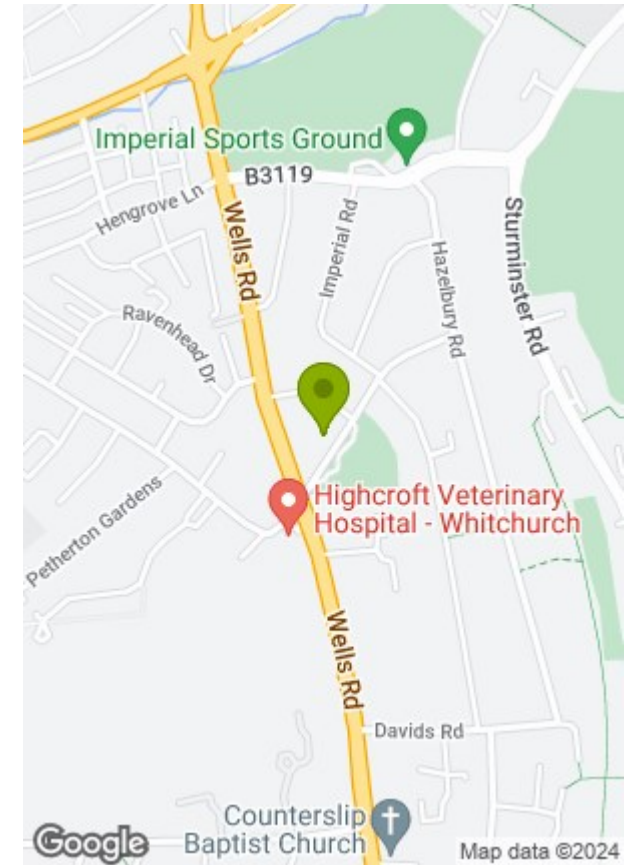 Imperial Sports Ground
B3119
Hengrove Ln
Wells Rd
Imperial Rd
Sturminster Rd
Hazelbury Rd
Ravenhead Dr
Highcroft Veterinary
Hospital - Whitchurch
Petherton Gardens
Wells Rd
Davids Rd
Counterslip
Baptist Church
Google
Map data ©2024